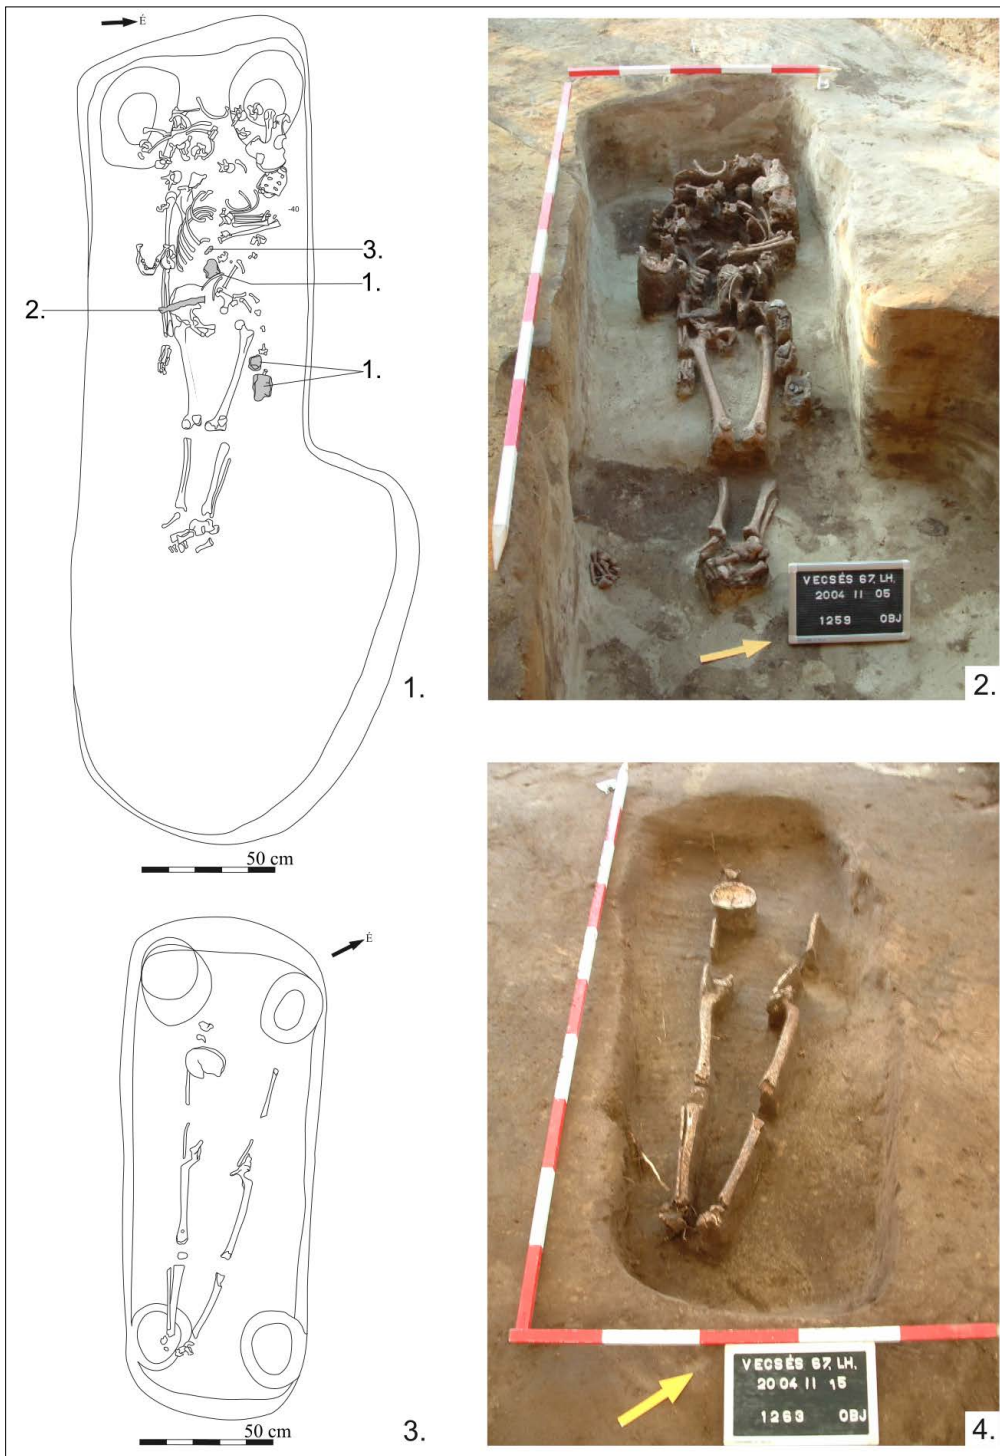 É
-40
3.
1.
2.
1.
1.
50 cm
VECSÉS 67. LH.
2004 11 05
1259 OBJ
2.
É
50 cm
3.
VECSÉS 67. LH.
2004 11 15
1263 OBJ
4.